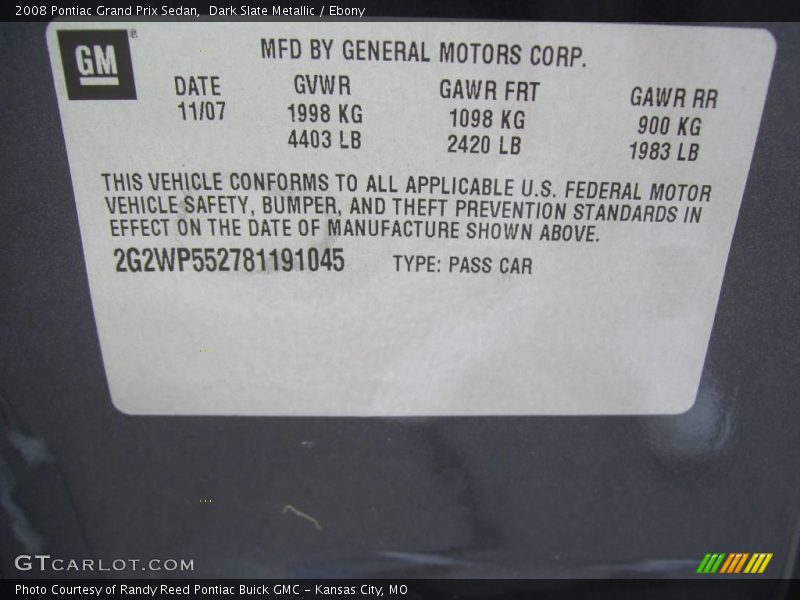 2008 Pontiac Grand Prix Sedan,  Dark Slate Metallic / Ebony
GM®
MFD BY GENERAL MOTORS CORP.
DATE GVWR GAWR FRT GAWR RR
11/07 1998 KG 1098 KG 900 KG
4403 LB 2420 LB 1983 LB
THIS VEHICLE CONFORMS TO ALL APPLICABLE U.S. FEDERAL MOTOR
VEHICLE SAFETY, BUMPER, AND THEFT PREVENTION STANDARDS IN
EFFECT ON THE DATE OF MANUFACTURE SHOWN ABOVE.
2G2WP552781191045 TYPE: PASS CAR
GTCARLOT.COM
Photo Courtesy of Randy Reed Pontiac Buick GMC – Kansas City, MO